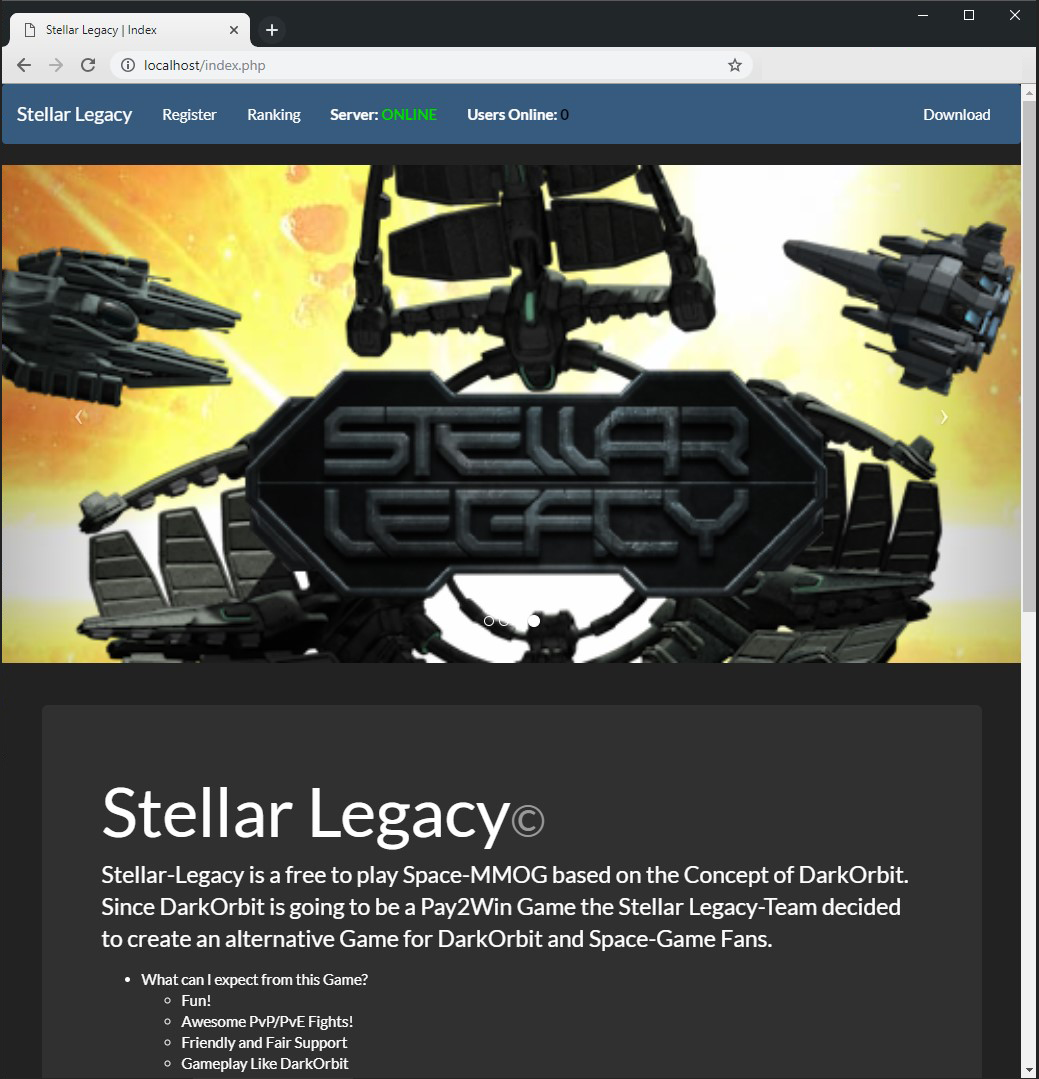 Stellar Legacy | Index
localhost/index.php
Stellar Legacy Register Ranking Server: ONLINE Users Online: 0 Download
STELLAR
LEGACY
Stellar Legacy©
Stellar-Legacy is a free to play Space-MMOG based on the Concept of DarkOrbit.
Since DarkOrbit is going to be a Pay2Win Game the Stellar Legacy-Team decided
to create an alternative Game for DarkOrbit and Space-Game Fans.
What can I expect from this Game?
Fun!
Awesome PvP/PvE Fights!
Friendly and Fair Support
Gameplay Like DarkOrbit